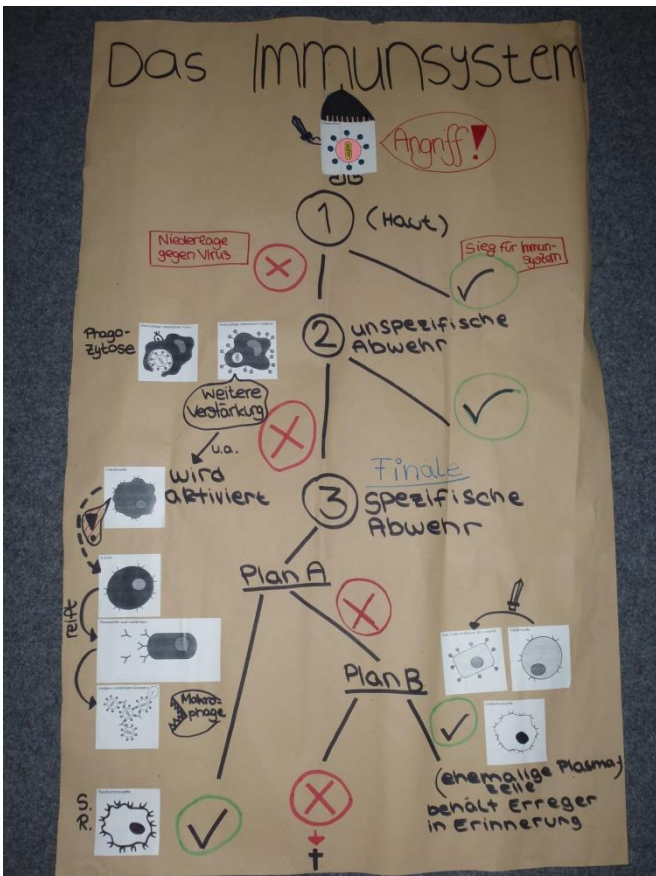 Das Immunsystem
Angriff!
1 (Haut)
Niederlage
gegen Virus
Sieg für Immun-
system
2 unspezifische
Abwehr
Phago-
zytose
weitere
Verstärkung
u.a.
wird
aktiviert
Finale
3 spezifische
Abwehr
Plan A
reift
Plan B
Makro-
phage
(ehemalige Plasma)
zelle
behält Erreger
in Erinnerung
S.
R.